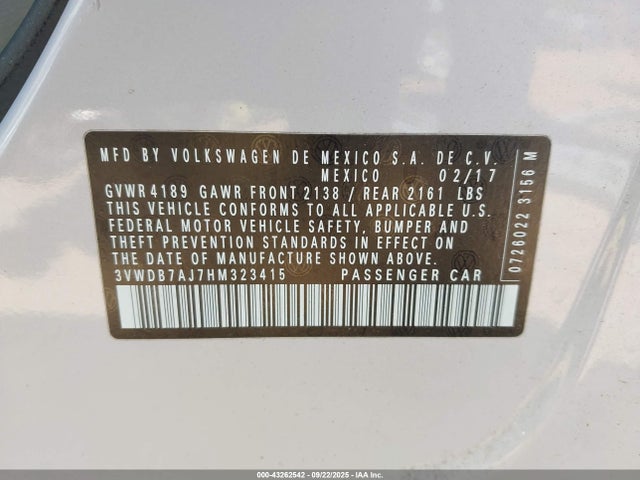 MFD BY VOLKSWAGEN DE MEXICO S.A. DE C.V.
MEXICO 02/17
GVWR 4189 GAWR FRONT 2138 / REAR 2161 LBS
THIS VEHICLE CONFORMS TO ALL APPLICABLE U.S.
FEDERAL MOTOR VEHICLE SAFETY, BUMPER AND
THEFT PREVENTION STANDARDS IN EFFECT ON
THE DATE OF MANUFACTURE SHOWN ABOVE.
3VWDB7AJ7HM323415 PASSENGER CAR
0726022 3156 M
000-43262542 - 09/22/2025 - IAA Inc.